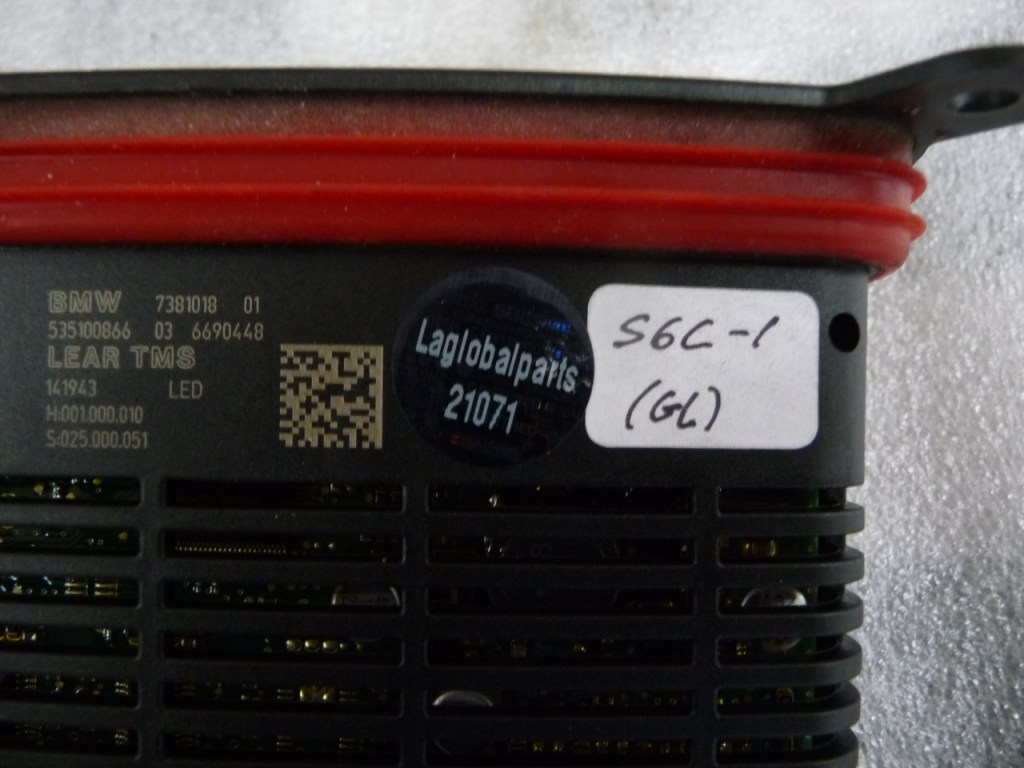 BMW 7381018 01
535100866 03 6690448
LEAR TMS
141943 LED
H:001.000.010
S:025.000.051
Laglobalparts
21071
S6C-1
(GL)